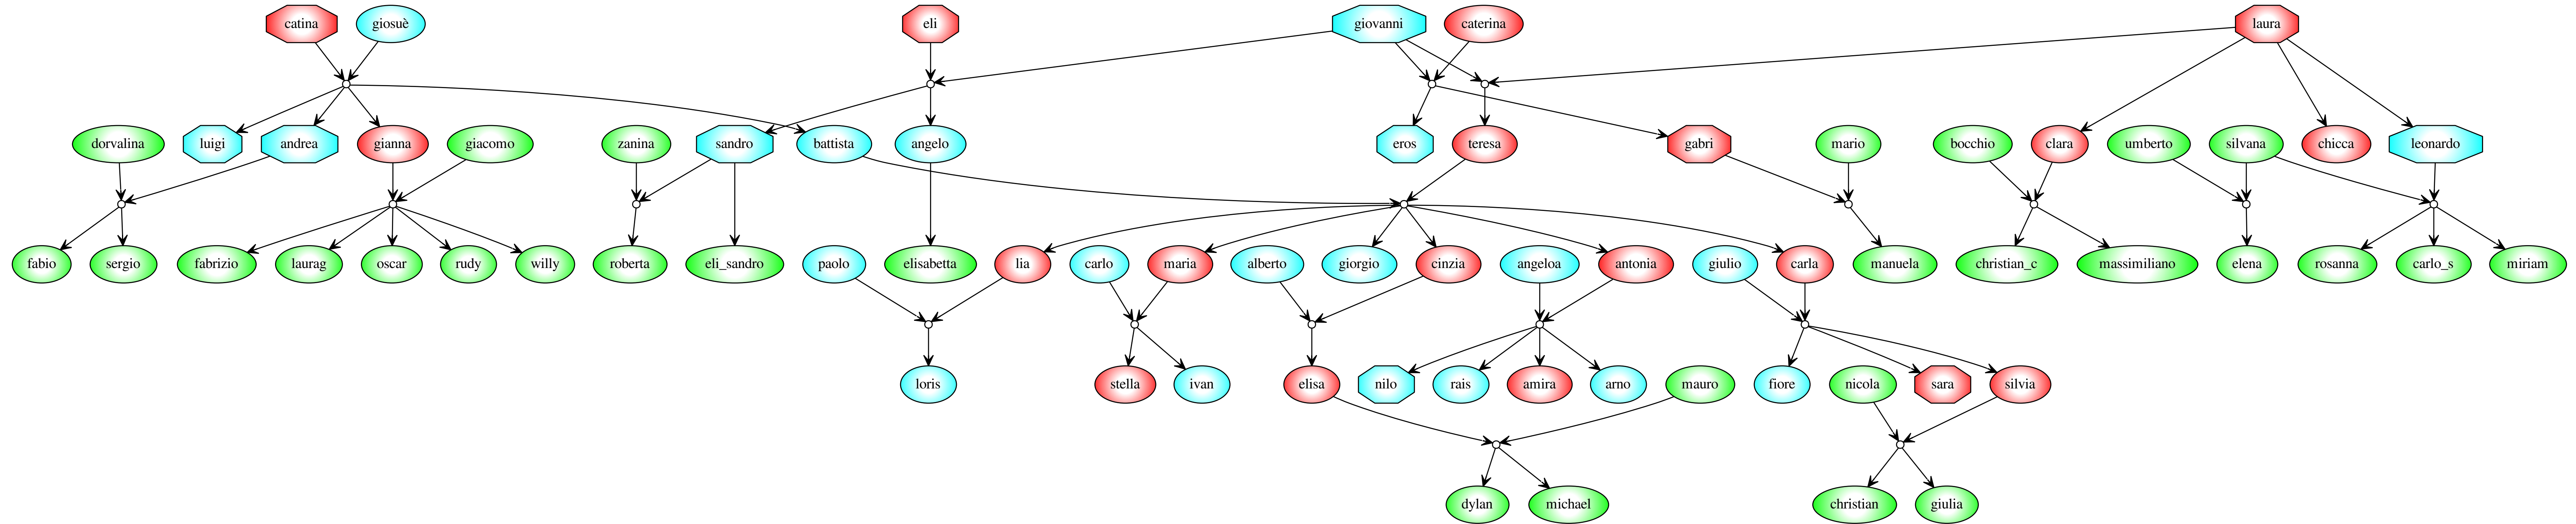 catina giosuè eli giovanni caterina laura
dorvalina luigi andrea gianna giacomo zanina sandro battista angelo eros teresa gabri mario bocchio clara umberto silvana chicca leonardo
fabio sergio fabrizio laurag oscar rudy willy roberta eli_sandro paolo elisabetta lia carlo maria alberto giorgio cinzia angeloa antonia giulio carla manuela christian_c massimiliano elena rosanna carlo_s miriam
loris stella ivan elisa nilo rais amira arno mauro fiore nicola sara silvia
dylan michael christian giulia